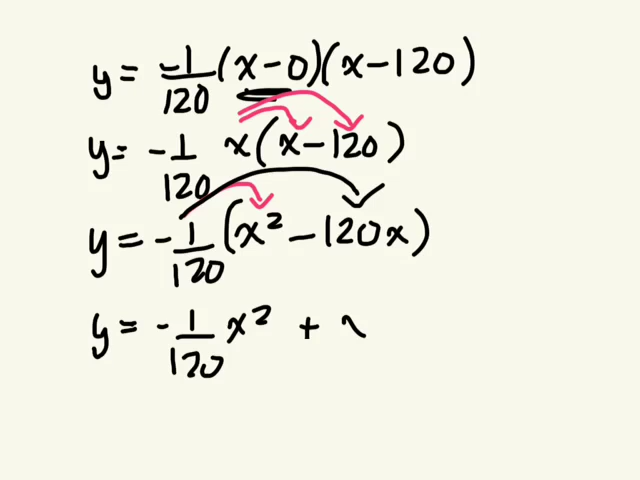 y = -1/120 (x - 0)(x - 120)
y = -1/120 x(x - 120)
y = -1/120 (x² - 120x)
y = -1/120 x² +